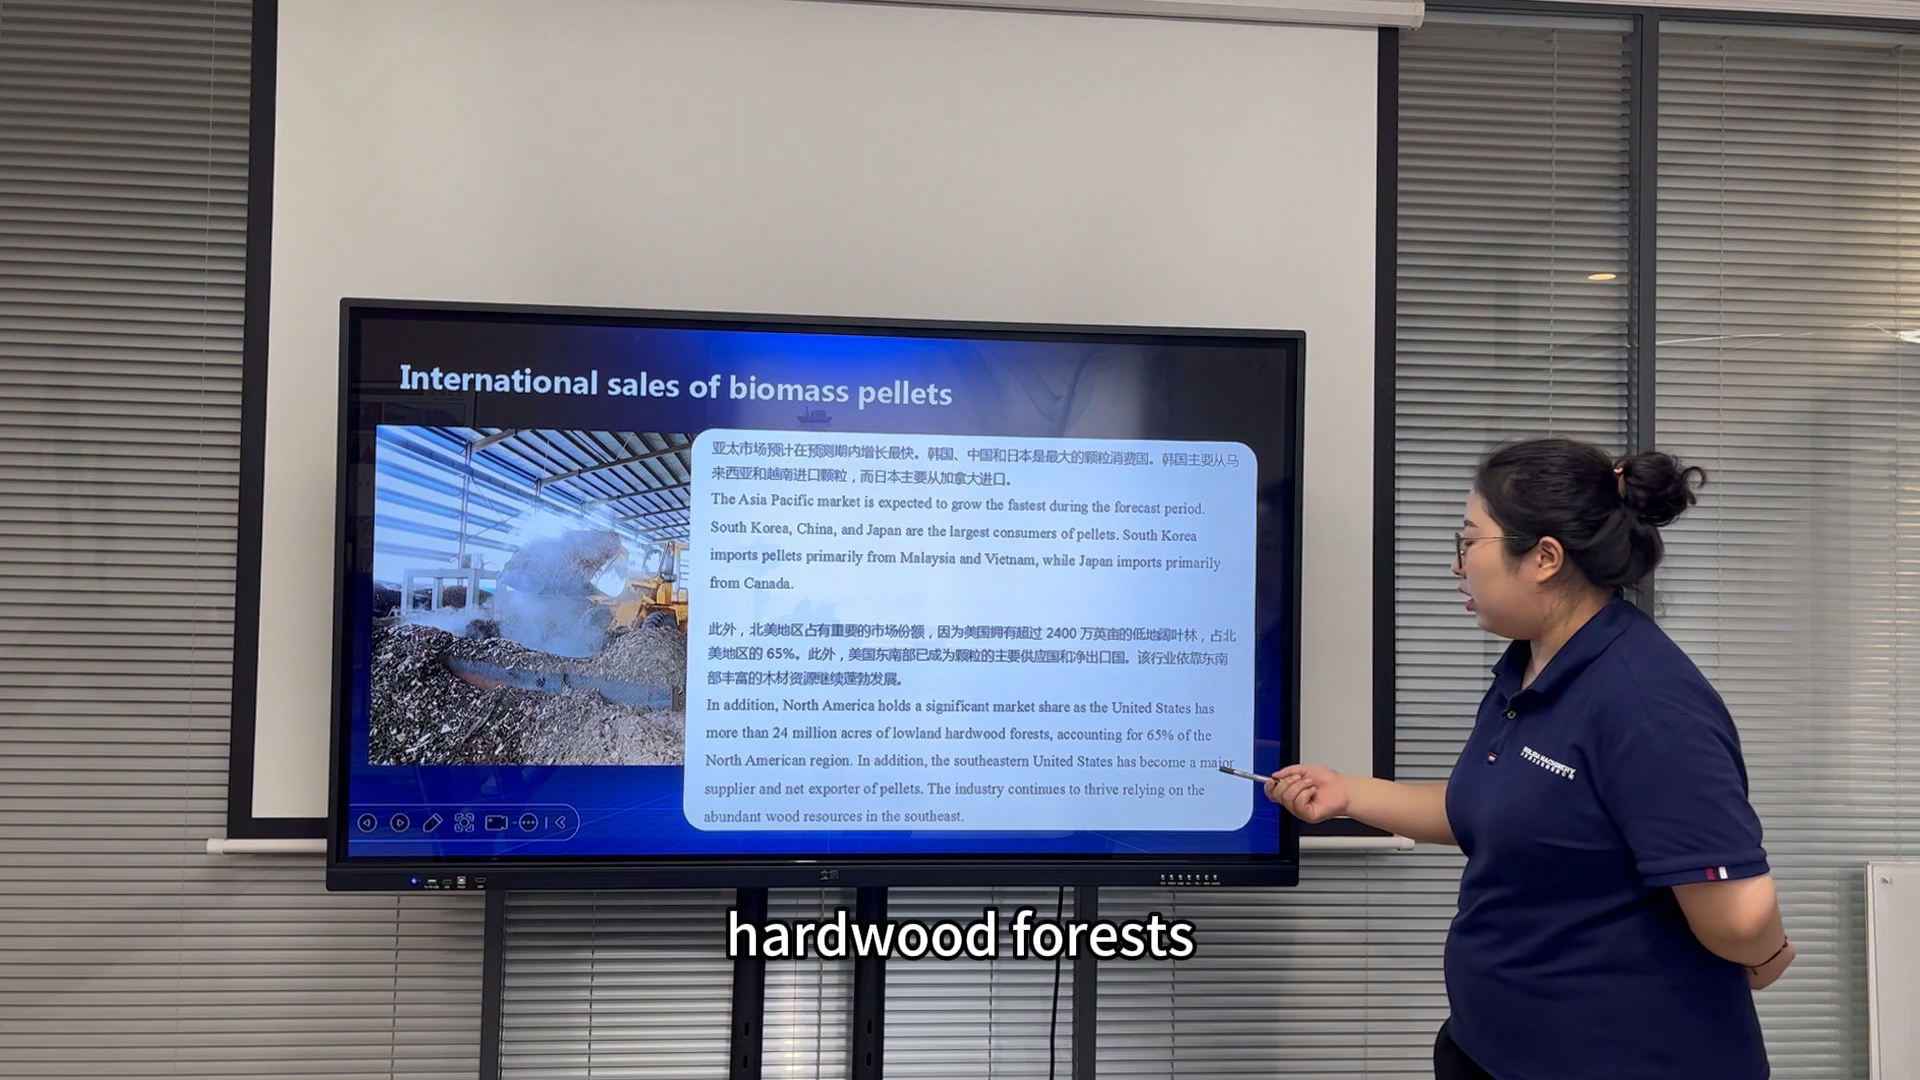 International sales of biomass pellets
亚太市场预计在预测期内增长最快。韩国、中国和日本是最大的颗粒消费国。韩国主要从马
来西亚和越南进口颗粒，而日本主要从加拿大进口。
The Asia Pacific market is expected to grow the fastest during the forecast period.
South Korea, China, and Japan are the largest consumers of pellets. South Korea
imports pellets primarily from Malaysia and Vietnam, while Japan imports primarily
from Canada.
此外，北美地区占有重要的市场份额，因为美国拥有超过 2400 万英亩的低地阔叶林，占北
美地区的 65%。此外，美国东南部已成为颗粒的主要供应国和净出口国。该行业依靠东南
部丰富的木材资源继续蓬勃发展。
In addition, North America holds a significant market share as the United States has
more than 24 million acres of lowland hardwood forests, accounting for 65% of the
North American region. In addition, the southeastern United States has become a major
supplier and net exporter of pellets. The industry continues to thrive relying on the
abundant wood resources in the southeast.
MACHINERY
hardwood forests